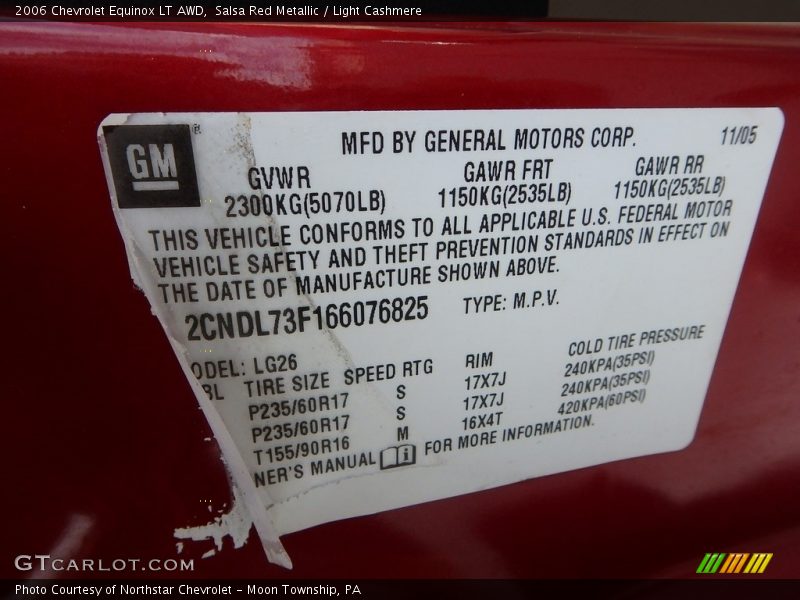 2006 Chevrolet Equinox LT AWD, Salsa Red Metallic / Light Cashmere
GM
MFD BY GENERAL MOTORS CORP. 11/05
GVWR GAWR FRT GAWR RR
2300KG(5070LB) 1150KG(2535LB) 1150KG(2535LB)
THIS VEHICLE CONFORMS TO ALL APPLICABLE U.S. FEDERAL MOTOR
VEHICLE SAFETY AND THEFT PREVENTION STANDARDS IN EFFECT ON
THE DATE OF MANUFACTURE SHOWN ABOVE.
2CNDL73F166076825 TYPE: M.P.V.
ODEL: LG26
BL TIRE SIZE SPEED RTG RIM COLD TIRE PRESSURE
P235/60R17 S 17X7J 240KPA(35PSI)
P235/60R17 S 17X7J 240KPA(35PSI)
T155/90R16 M 16X4T 420KPA(60PSI)
NER'S MANUAL FOR MORE INFORMATION.
GTCARLOT.COM
Photo Courtesy of Northstar Chevrolet - Moon Township, PA